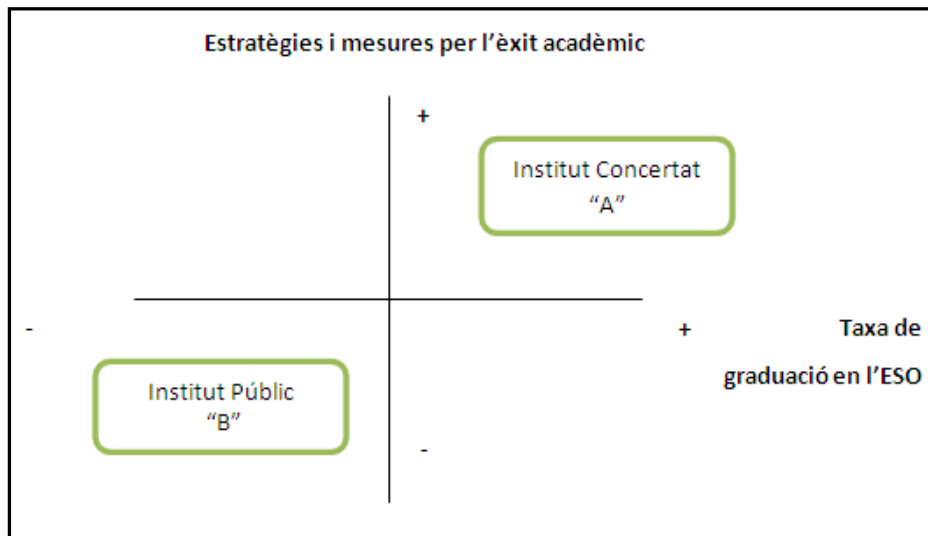 Estratègies i mesures per l'èxit acadèmic
+
Institut Concertat
“A”
-
+ Taxa de
graduació en l'ESO
Institut Públic
“B”
-